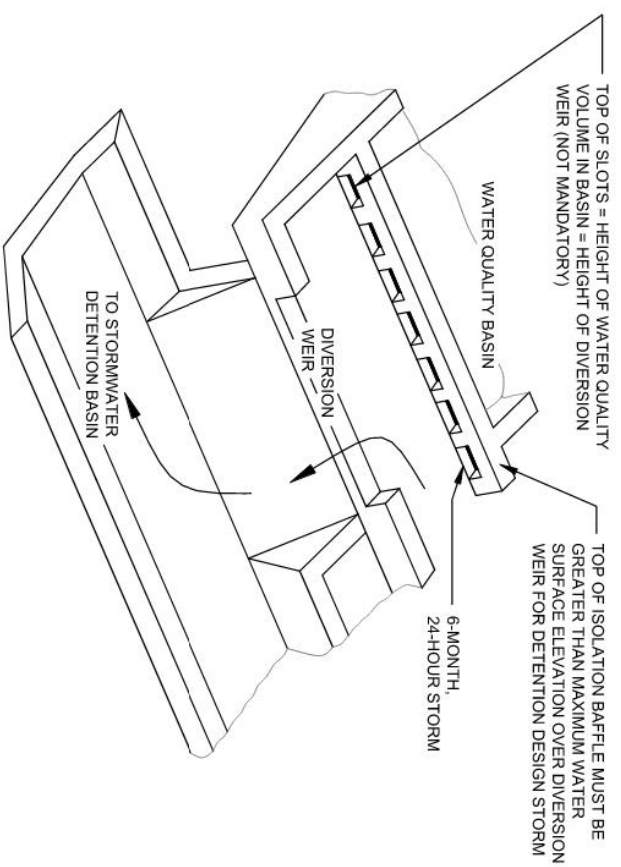 TOP OF SLOTS = HEIGHT OF WATER QUALITY
VOLUME IN BASIN = HEIGHT OF DIVERSION
WEIR (NOT MANDATORY)
TOP OF ISOLATION BAFFLE MUST BE
GREATER THAN MAXIMUM WATER
SURFACE ELEVATION OVER DIVERSION
WEIR FOR DETENTION DESIGN STORM
WATER QUALITY BASIN
6-MONTH,
24-HOUR STORM
DIVERSION
WEIR
TO STORMWATER
DETENTION BASIN